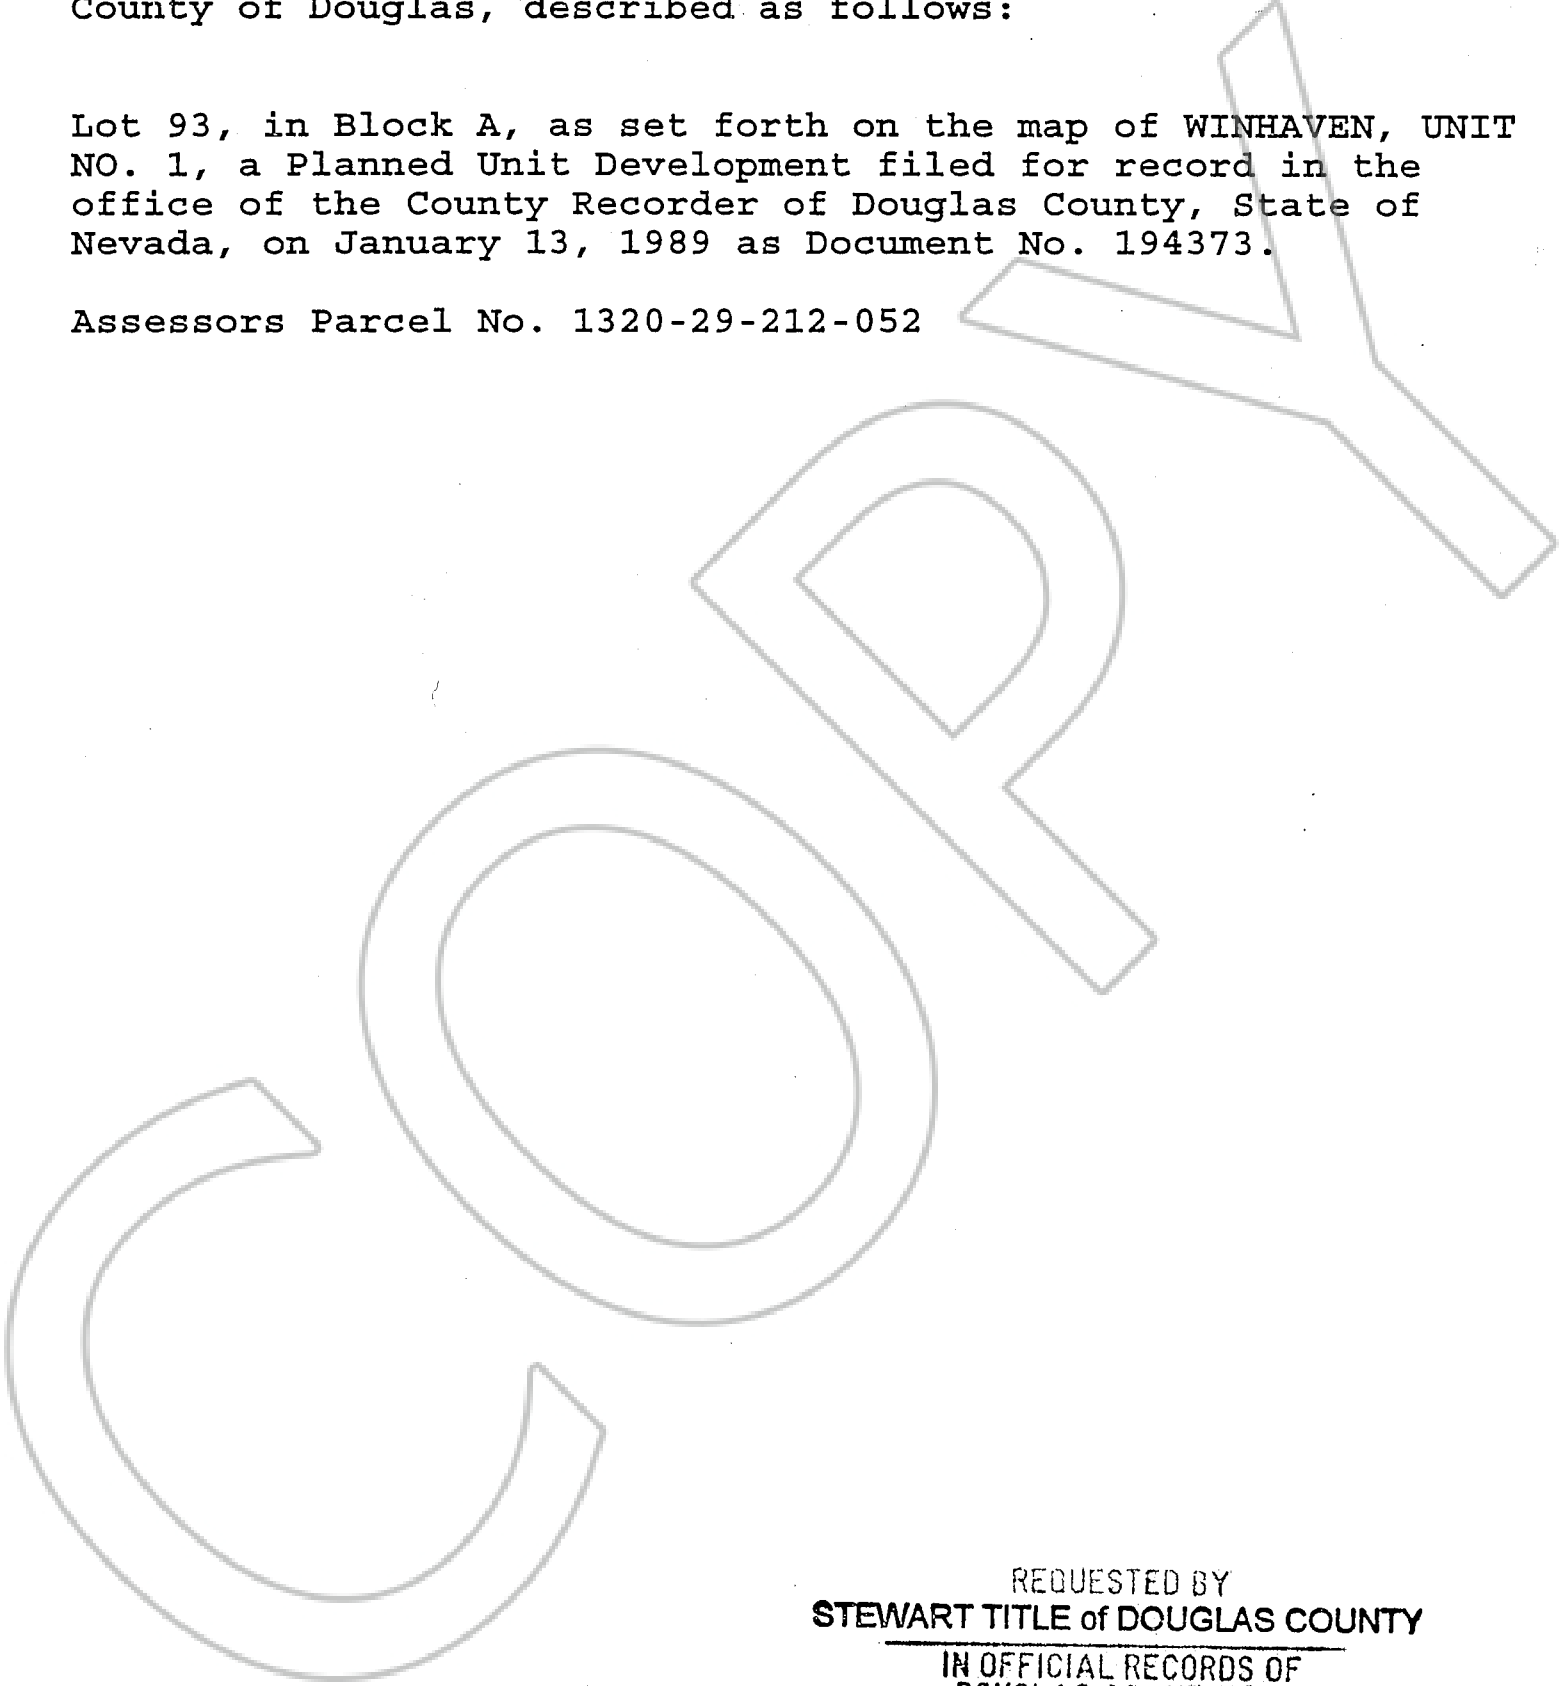 County of Douglas, described as follows:
Lot 93, in Block A, as set forth on the map of WINHAVEN, UNIT
NO. 1, a Planned Unit Development filed for record in the
office of the County Recorder of Douglas County, State of
Nevada, on January 13, 1989 as Document No. 194373.
Assessors Parcel No. 1320-29-212-052
COPY
REQUESTED BY
STEWART TITLE of DOUGLAS COUNTY
IN OFFICIAL RECORDS OF